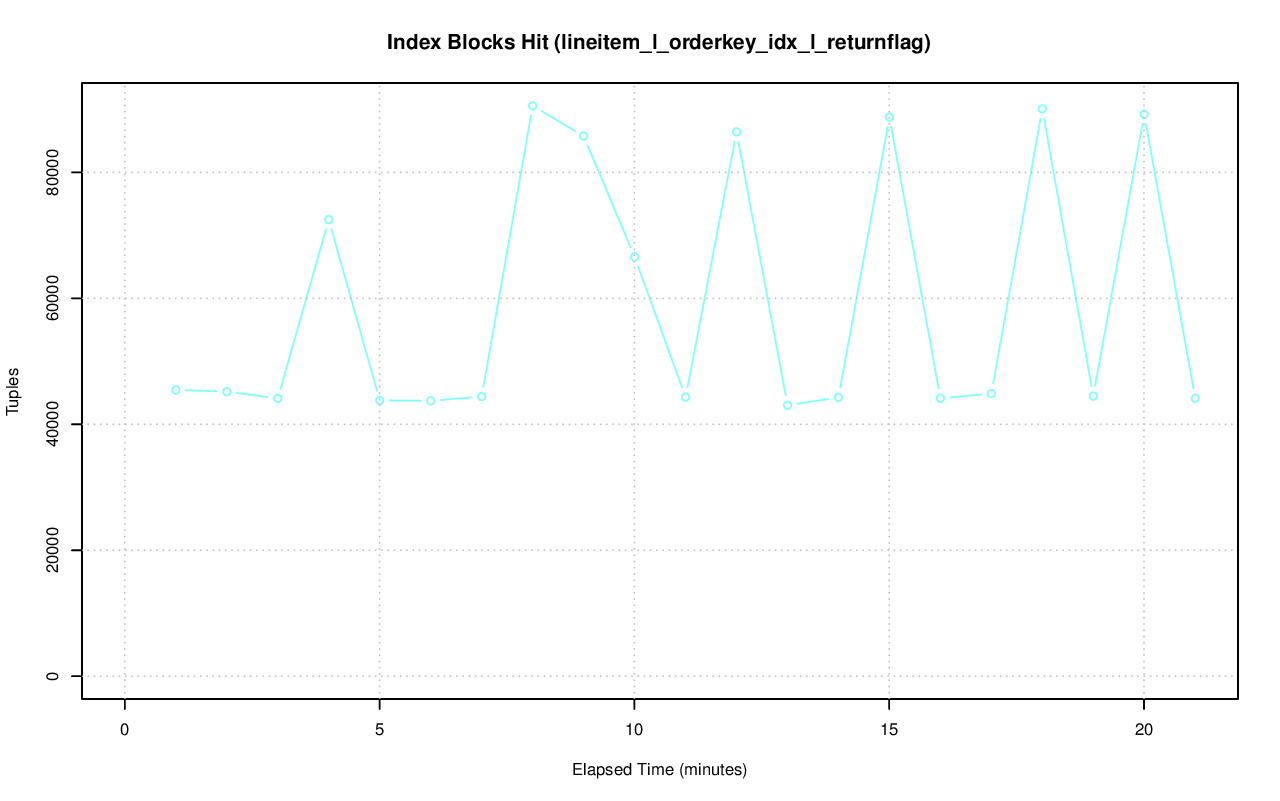 Index Blocks Hit (lineitem_l_orderkey_idx_l_returnflag)
Tuples
80000
60000
40000
20000
0
0 5 10 15 20
Elapsed Time (minutes)